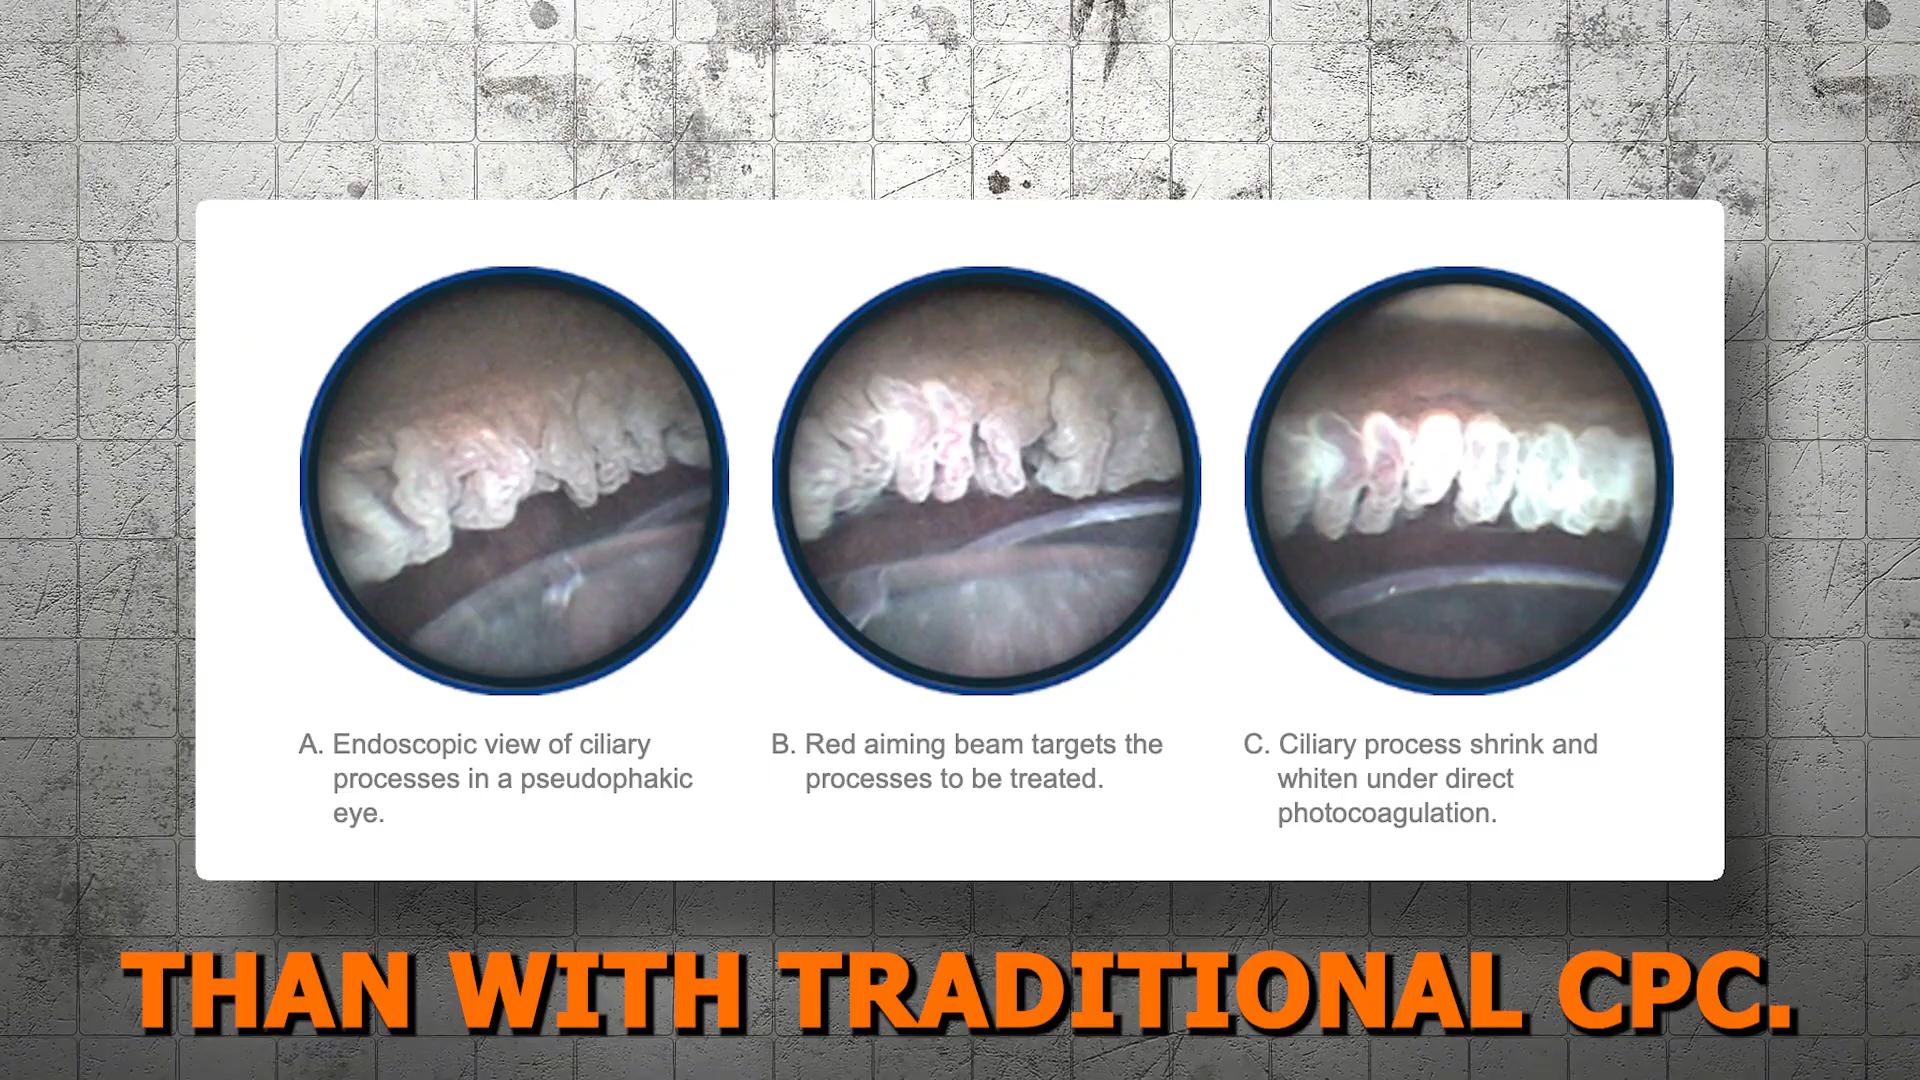 A. Endoscopic view of ciliary
processes in a pseudophakic
eye.
B. Red aiming beam targets the
processes to be treated.
C. Ciliary process shrink and
whiten under direct
photocoagulation.
THAN WITH TRADITIONAL CPC.